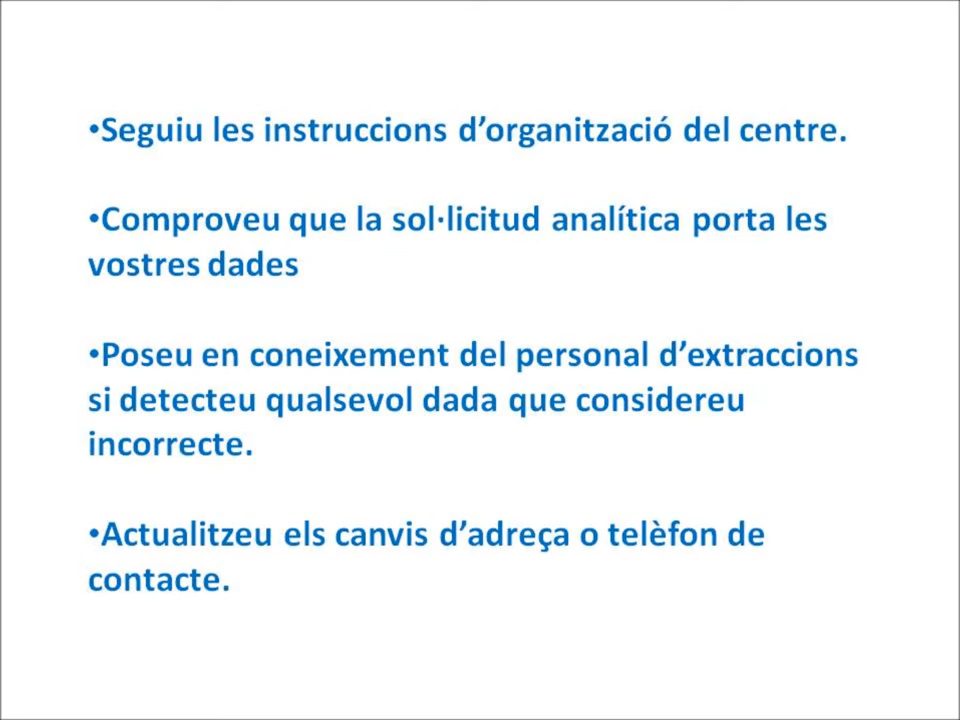 •Seguiu les instruccions d’organització del centre.
•Comproveu que la sol·licitud analítica porta les
vostres dades
•Poseu en coneixement del personal d’extraccions
si detecteu qualsevol dada que considereu
incorrecte.
•Actualitzeu els canvis d’adreça o telèfon de
contacte.